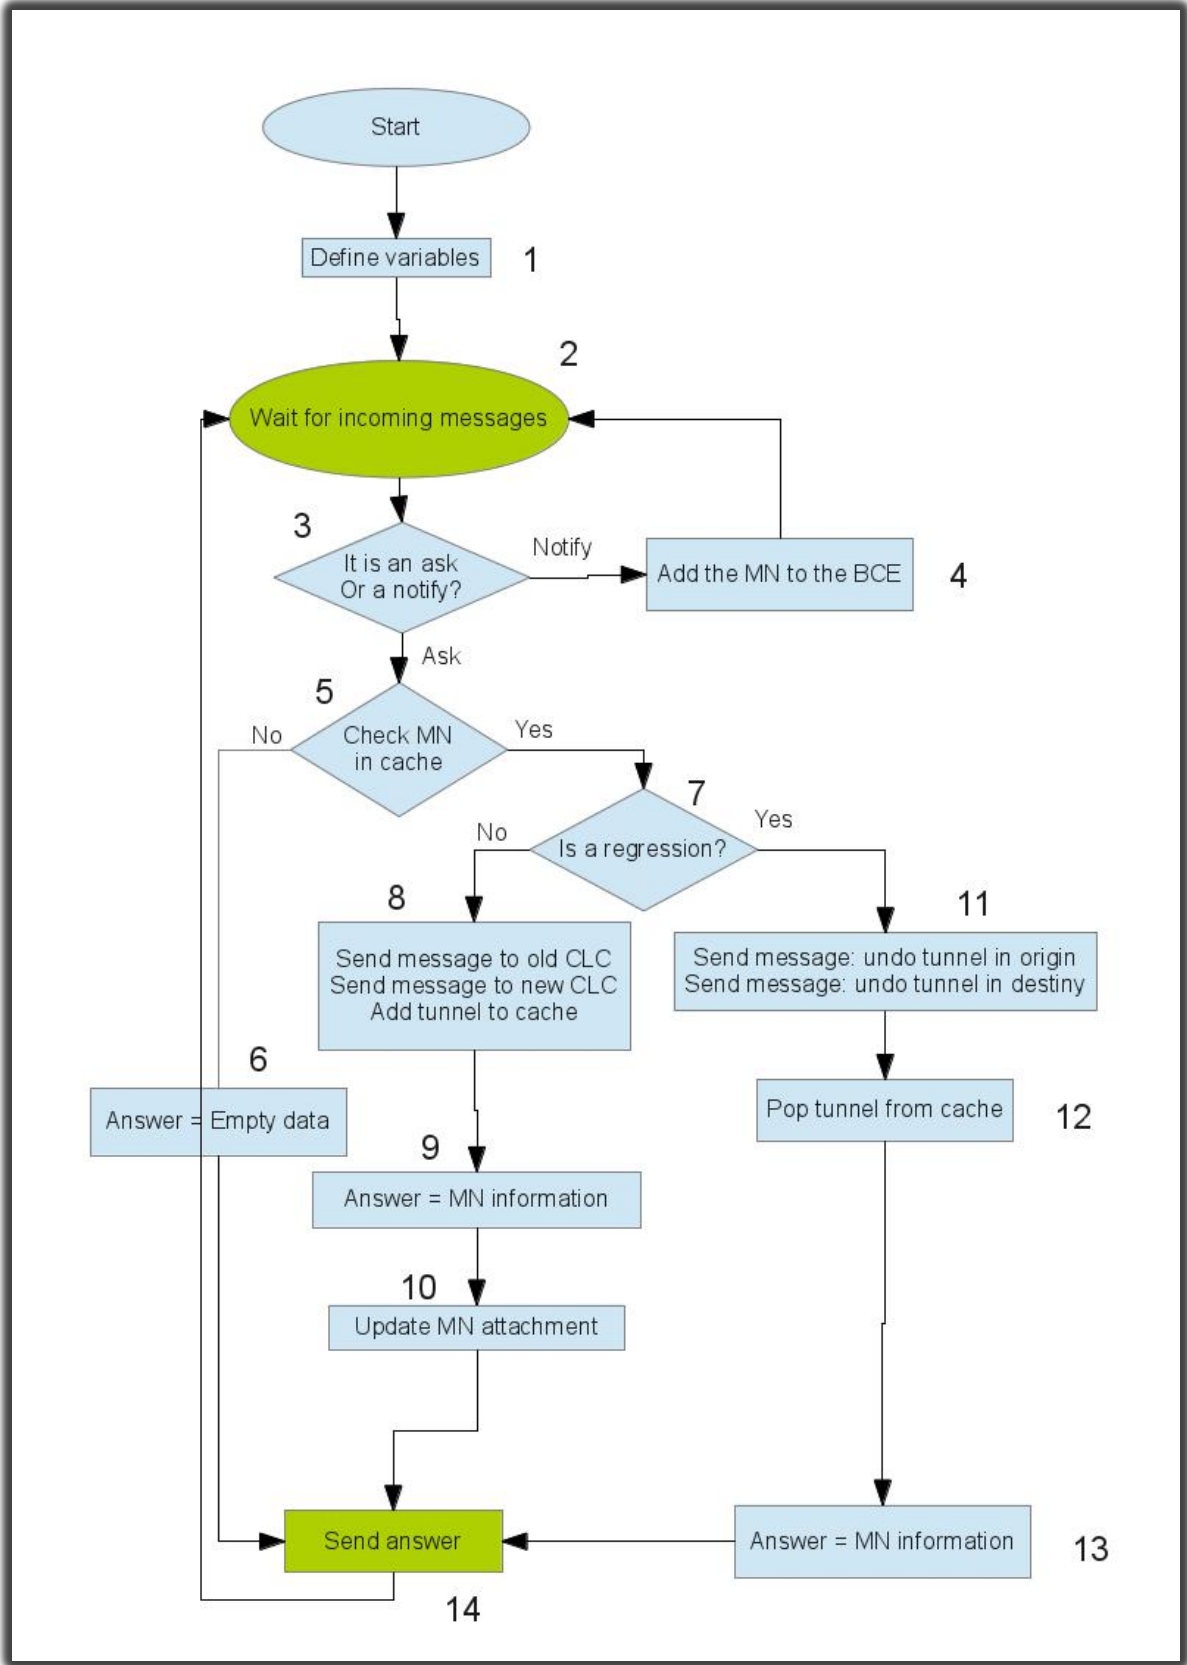 Start
Define variables
1
2
Wait for incoming messages
3
It is an ask
Or a notify?
Notify
Add the MN to the BCE
4
Ask
5
Check MN
in cache
No
Yes
7
Is a regression?
No
Yes
8
Send message to old CLC
Send message to new CLC
Add tunnel to cache
11
Send message: undo tunnel in origin
Send message: undo tunnel in destiny
6
Answer = Empty data
Pop tunnel from cache
12
9
Answer = MN information
10
Update MN attachment
Send answer
14
Answer = MN information
13